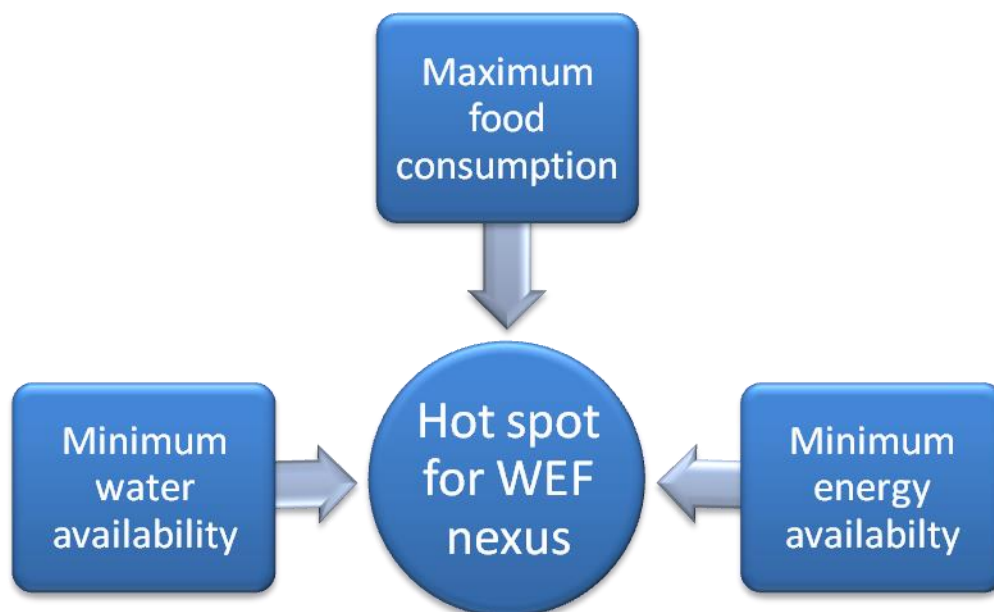 Maximum
food
consumption
Minimum
water
availability
Hot spot
for WEF
nexus
Minimum
energy
availabilty